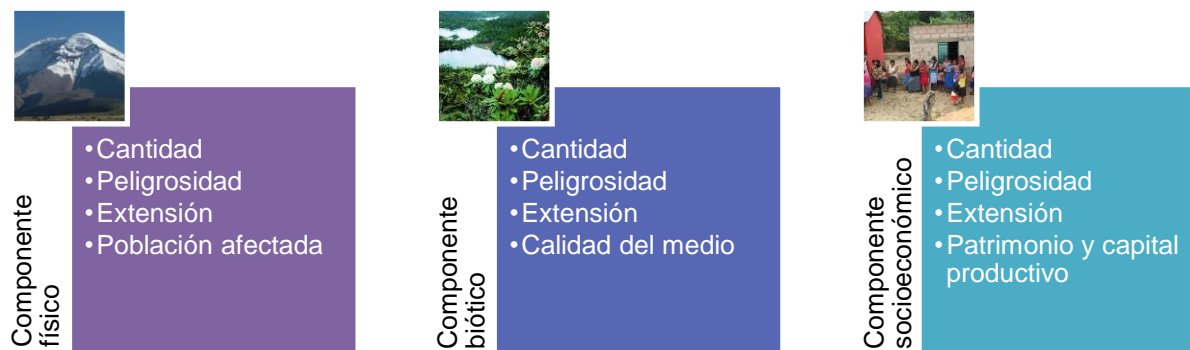 Componente
físico
•Cantidad
•Peligrosidad
•Extensión
•Población afectada
Componente
biótico
•Cantidad
•Peligrosidad
•Extensión
•Calidad del medio
Componente
socioeconómico
•Cantidad
•Peligrosidad
•Extensión
•Patrimonio y capital
productivo